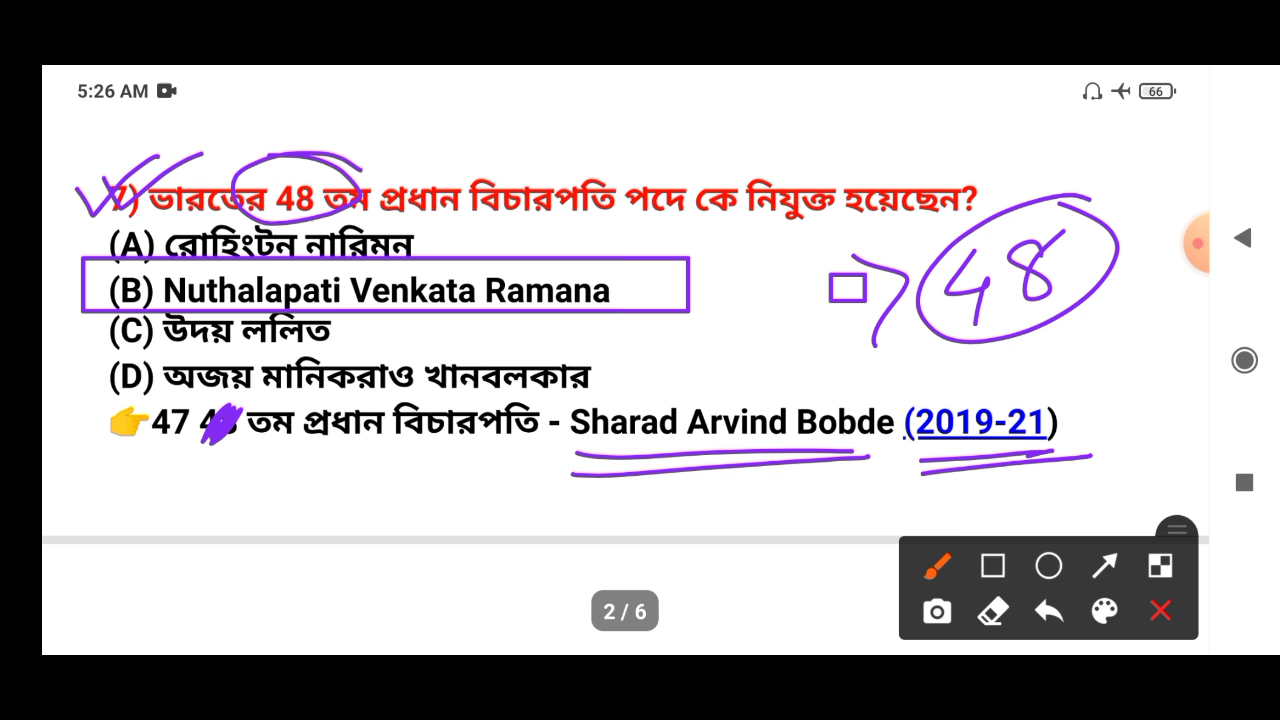 5:26 AM
66
7) ভারতের 48 তম প্রধান বিচারপতি পদে কে নিযুক্ত হয়েছেন?
(A) রোহিংটন নারিমন
(B) Nuthalapati Venkata Ramana
48
(C) উদয় ললিত
(D) অজয় মানিকরাও খানবলকার
👉47 তম প্রধান বিচারপতি - Sharad Arvind Bobde (2019-21)
2 / 6